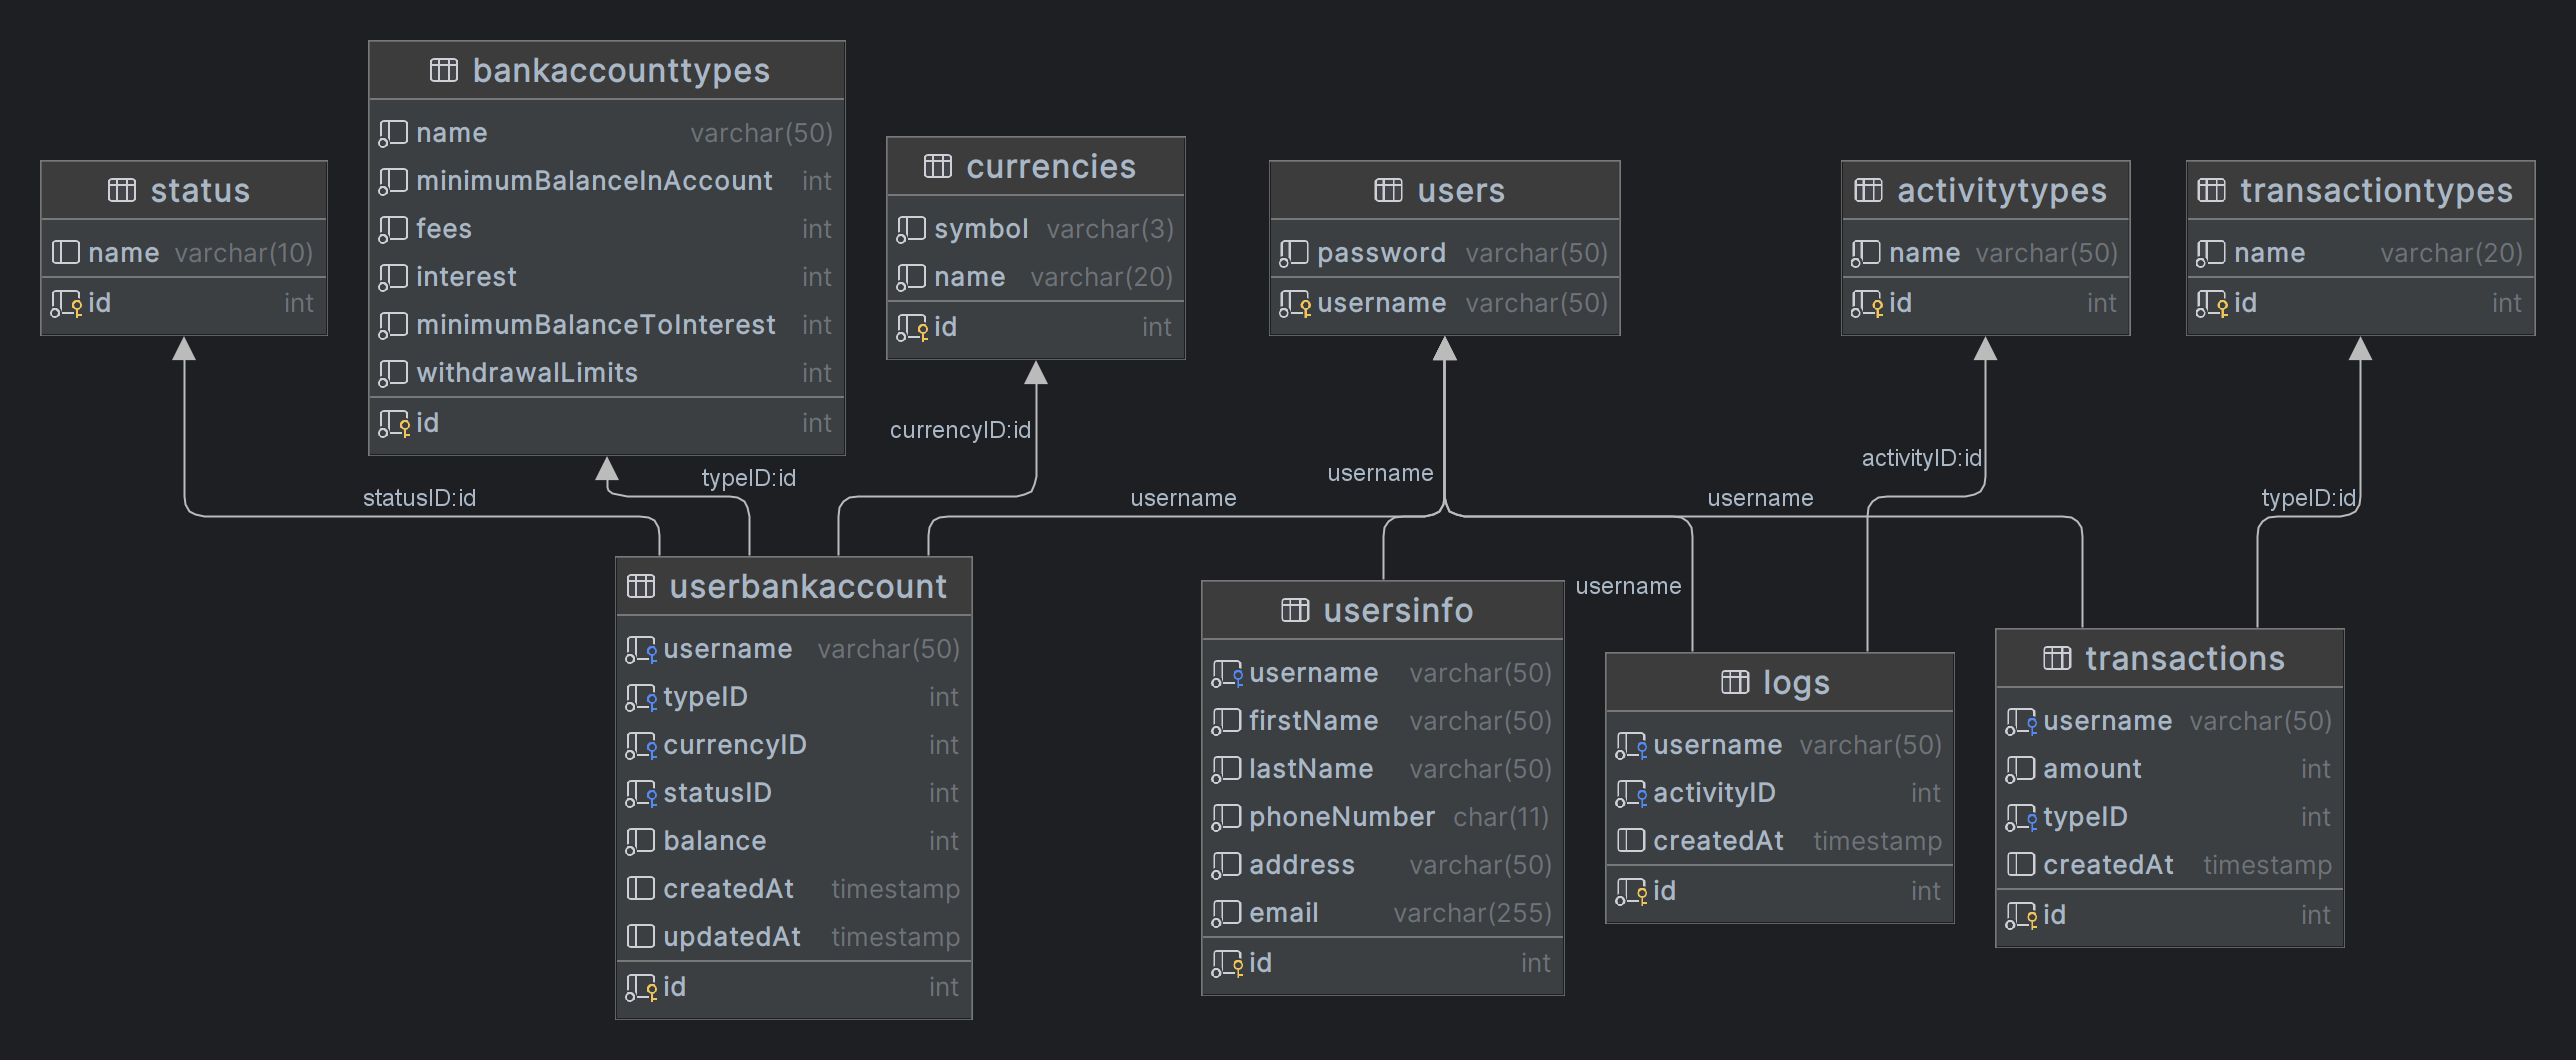 bankaccounttypes
name varchar(50)
minimumBalanceInAccount int
fees int
interest int
minimumBalanceToInterest int
withdrawalLimits int
id int
currencies
symbol varchar(3)
name varchar(20)
id int
status
name varchar(10)
id int
users
password varchar(50)
username varchar(50)
activitytypes
name varchar(50)
id int
transactiontypes
name varchar(20)
id int
statusID:id
typeID:id
currencyID:id
username
username
username
username
activityID:id
typeID:id
userbankaccount
username varchar(50)
typeID int
currencyID int
statusID int
balance int
createdAt timestamp
updatedAt timestamp
id int
usersinfo
username varchar(50)
firstName varchar(50)
lastName varchar(50)
phoneNumber char(11)
address varchar(50)
email varchar(255)
id int
logs
username varchar(50)
activityID int
createdAt timestamp
id int
transactions
username varchar(50)
amount int
typeID int
createdAt timestamp
id int